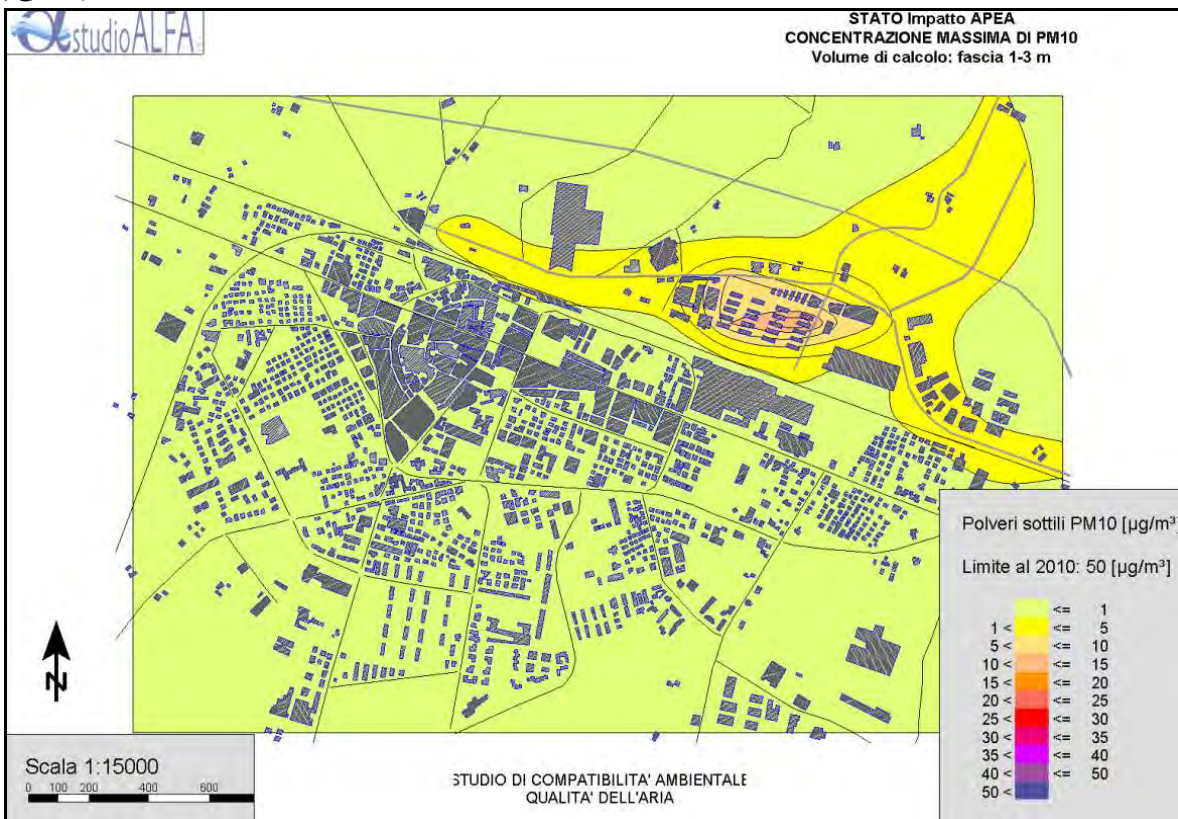 studioALFA
STATO Impatto APEA
CONCENTRAZIONE MASSIMA DI PM10
Volume di calcolo: fascia 1-3 m
Polveri sottili PM10 [µg/m³]
Limite al 2010: 50 [µg/m³]
<= 1
1 < <= 5
5 < <= 10
10 < <= 15
15 < <= 20
20 < <= 25
25 < <= 30
30 < <= 35
35 < <= 40
40 < <= 50
50 <
N
Scala 1:15000
0 100 200 400 600
STUDIO DI COMPATIBILITA' AMBIENTALE
QUALITA' DELL'ARIA